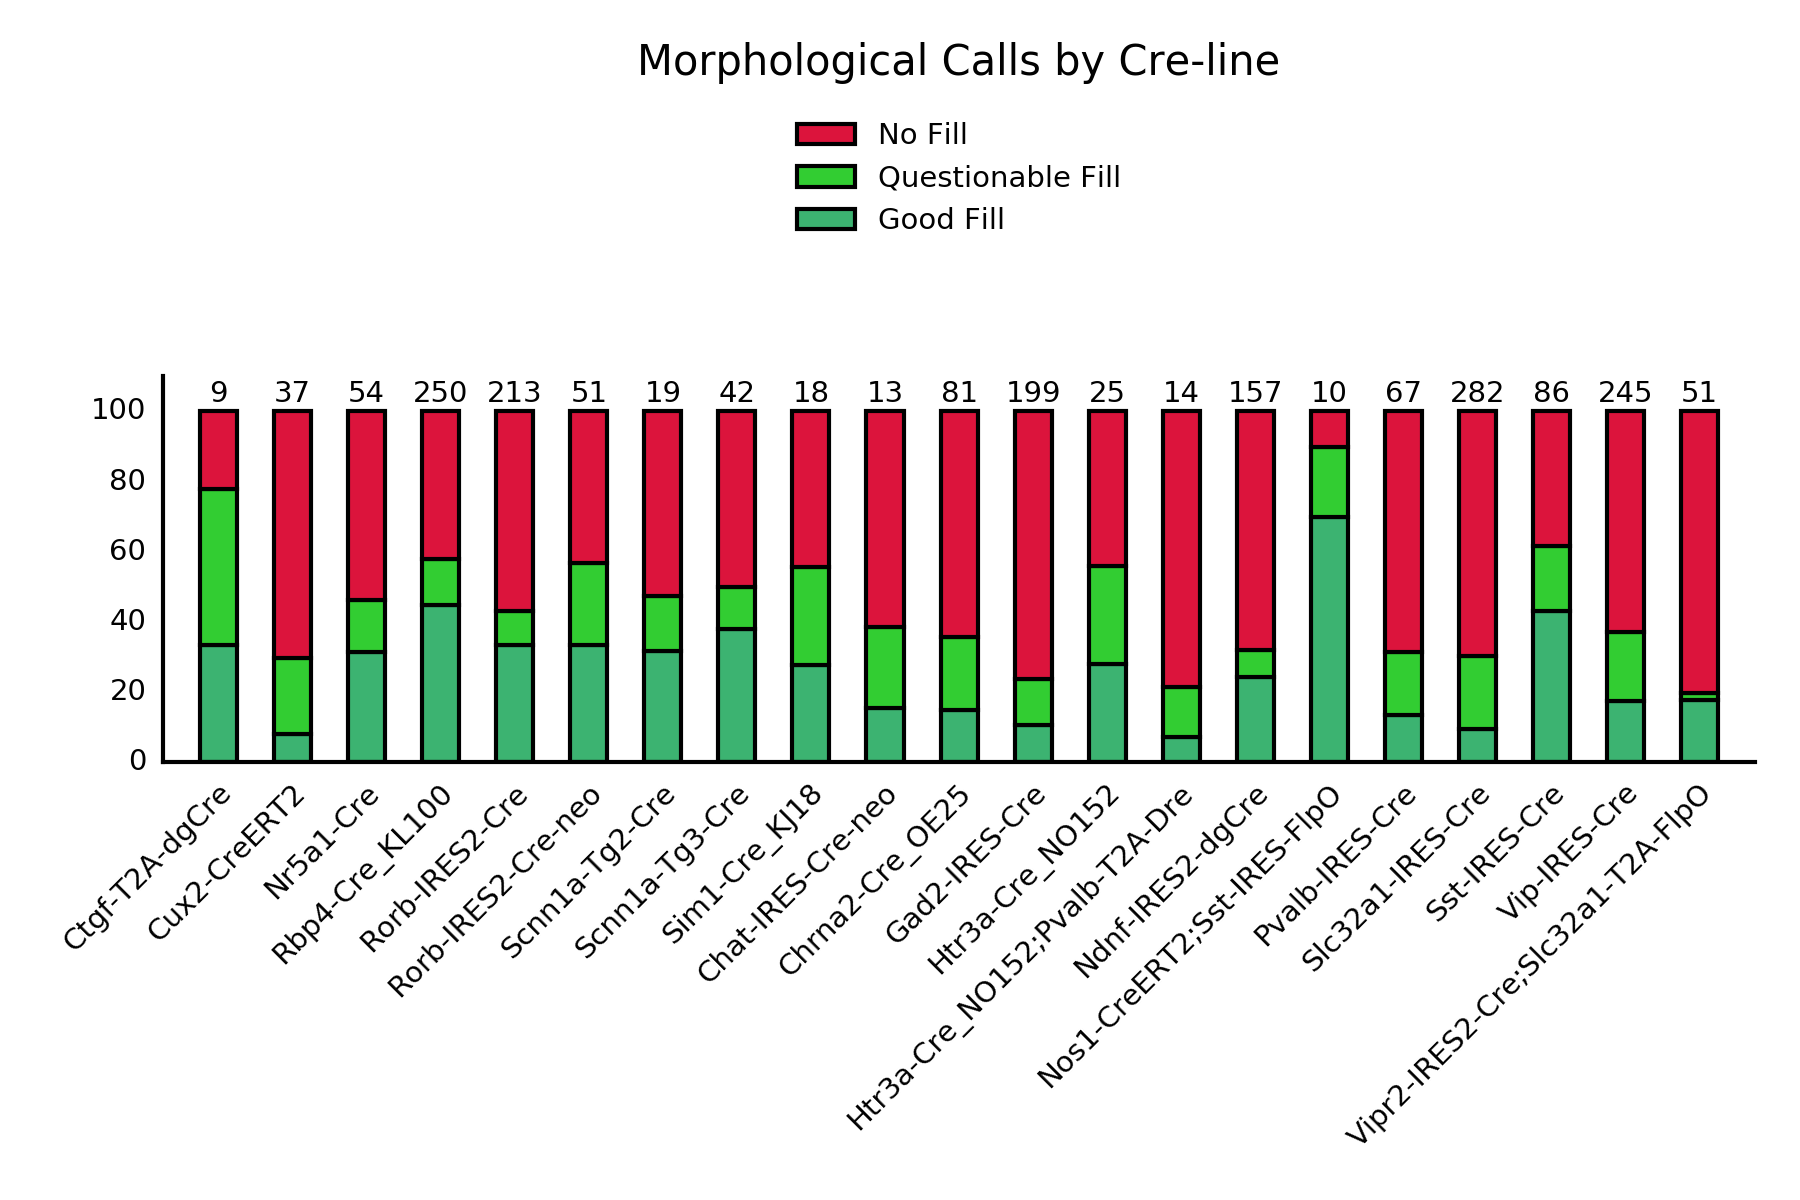 Morphological Calls by Cre-line
No Fill
Questionable Fill
Good Fill
9 37 54 250 213 51 19 42 18 13 81 199 25 14 157 10 67 282 86 245 51
100
80
60
40
20
0
Ctgf-T2A-dgCre
Cux2-CreERT2
Nr5a1-Cre
Rbp4-Cre_KL100
Rorb-IRES2-Cre
Rorb-IRES2-Cre-neo
Scnn1a-Tg2-Cre
Scnn1a-Tg3-Cre
Sim1-Cre_KJ18
Chat-IRES-Cre-neo
Chrna2-Cre_OE25
Gad2-IRES-Cre
Htr3a-Cre_NO152
Htr3a-Cre_NO152;Pvalb-T2A-Dre
Ndnf-IRES2-dgCre
Nos1-CreERT2;Sst-IRES-FlpO
Pvalb-IRES-Cre
Slc32a1-IRES-Cre
Sst-IRES-Cre
Vip-IRES-Cre
Vipr2-IRES2-Cre;Slc32a1-T2A-FlpO